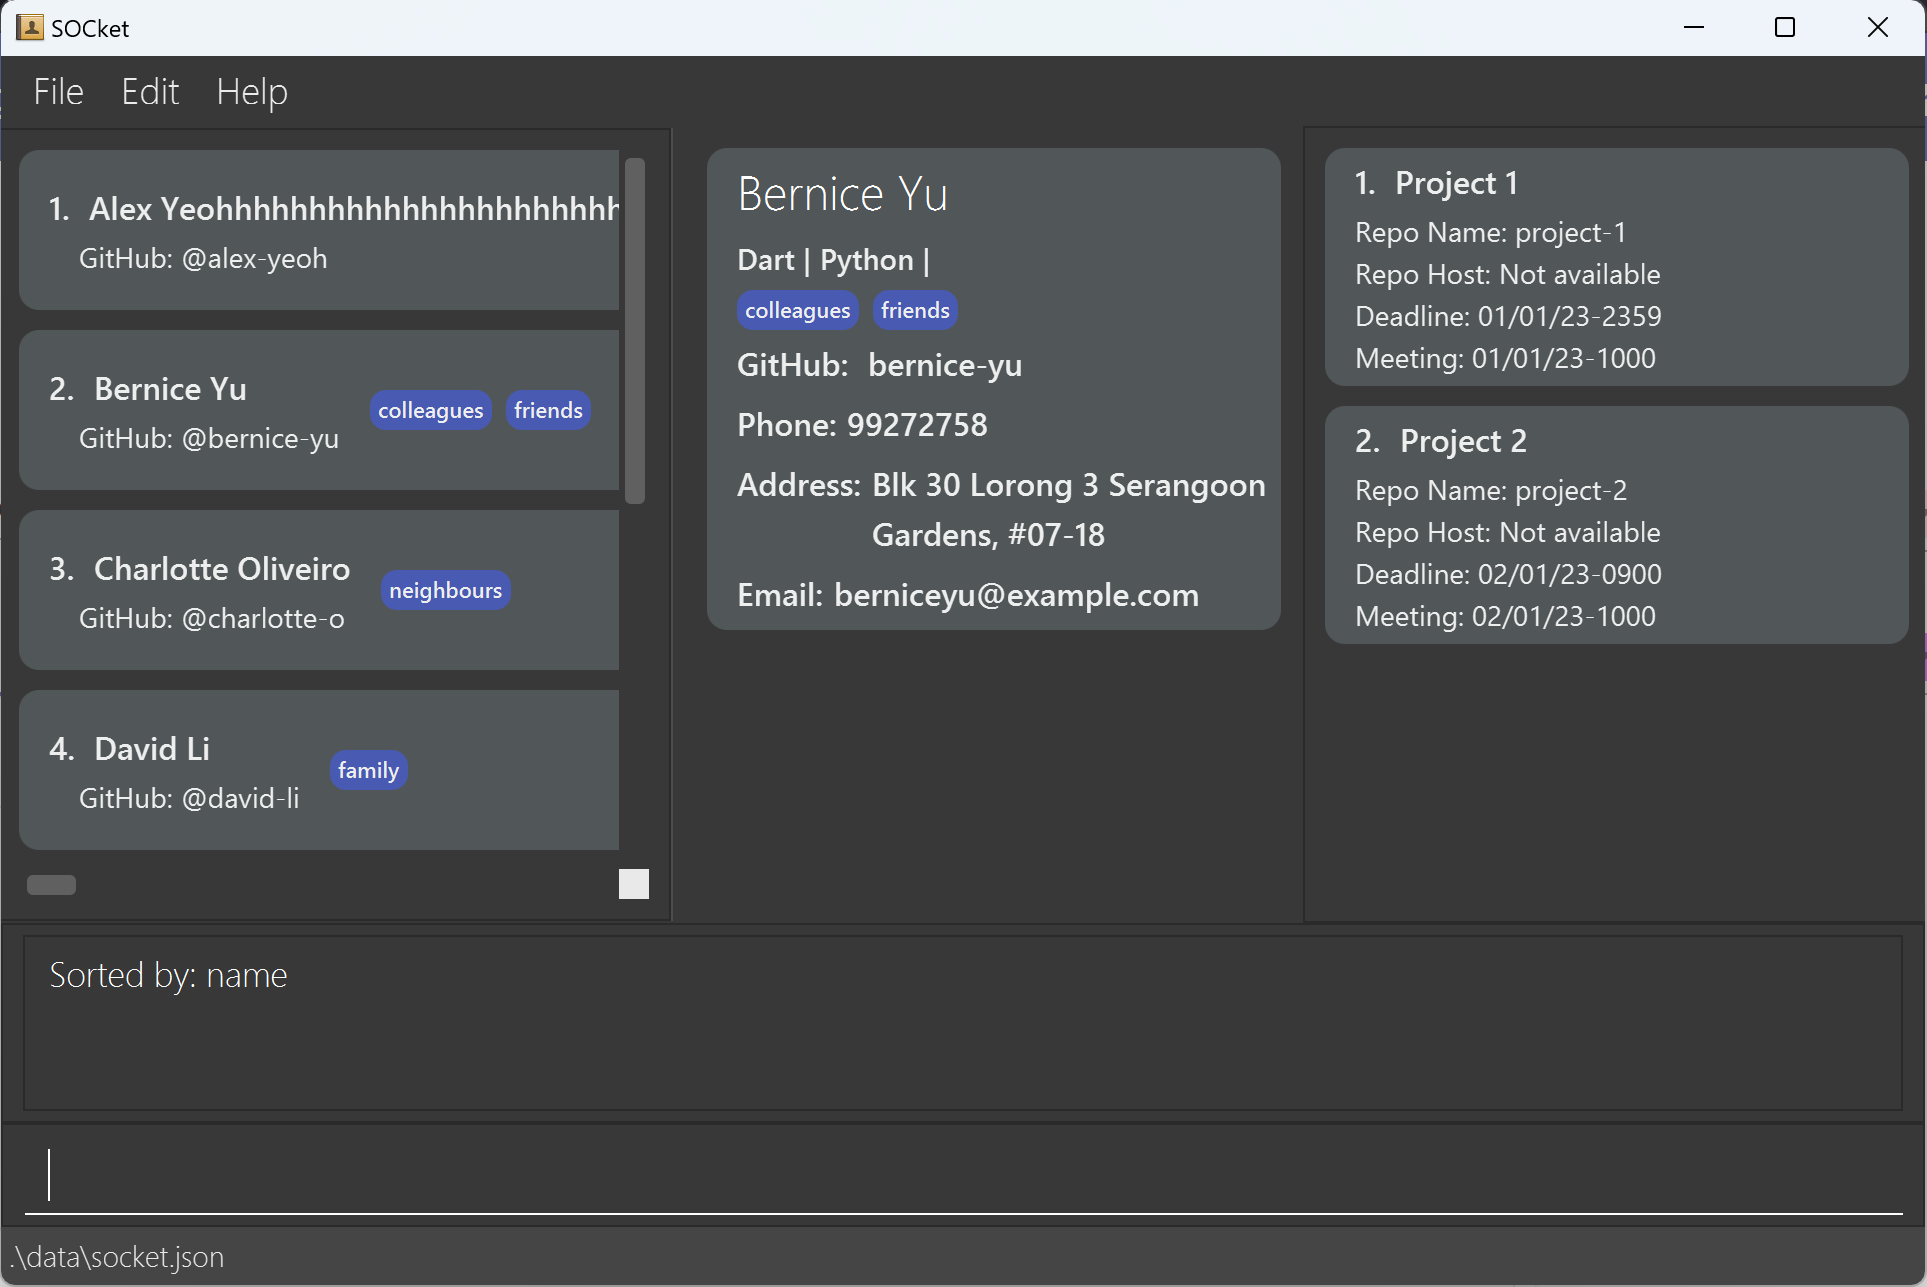 SOCket
File Edit Help
1. Alex Yeohhhhhhhhhhhhhhhhhhhhhh
GitHub: @alex-yeoh
2. Bernice Yu
GitHub: @bernice-yu
colleagues friends
3. Charlotte Oliveiro
GitHub: @charlotte-o
neighbours
4. David Li
GitHub: @david-li
family
Bernice Yu
Dart | Python |
colleagues friends
GitHub: bernice-yu
Phone: 99272758
Address: Blk 30 Lorong 3 Serangoon
Gardens, #07-18
Email: berniceyu@example.com
1. Project 1
Repo Name: project-1
Repo Host: Not available
Deadline: 01/01/23-2359
Meeting: 01/01/23-1000
2. Project 2
Repo Name: project-2
Repo Host: Not available
Deadline: 02/01/23-0900
Meeting: 02/01/23-1000
Sorted by: name
.\data\socket.json